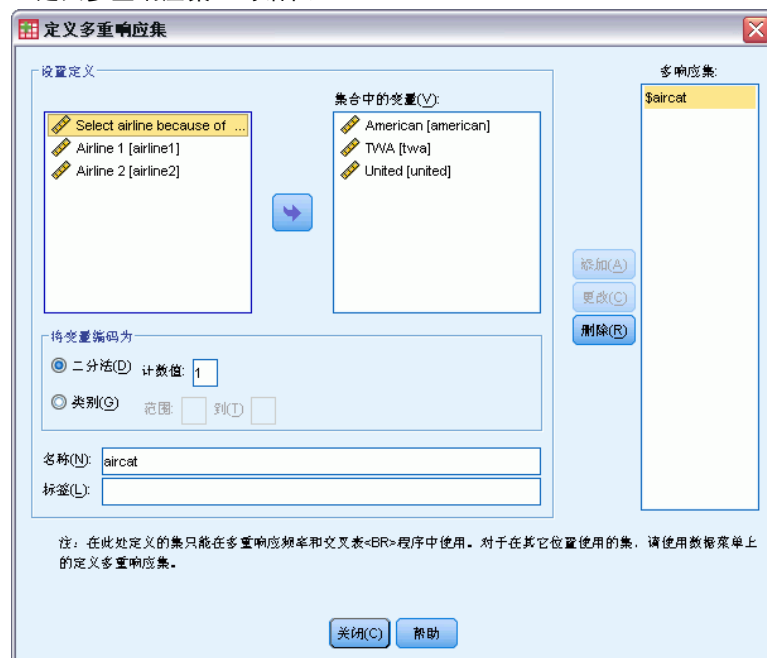 定义多重响应集
设置定义
Select airline because of ...
Airline 1 [airline1]
Airline 2 [airline2]
集合中的变量(V):
American [american]
TWA [twa]
United [united]
将变量编码为
二分法(D) 计数值: 1
类别(G) 范围: 到(T)
名称(N): aircat
标签(L):
多响应集:
$aircat
添加(A)
更改(C)
删除(R)
注：在此处定义的集只能在多重响应频率和交叉表<BR>程序中使用。对于在其它位置使用的集，请使用数据菜单上
的定义多重响应集。
关闭(C) 帮助